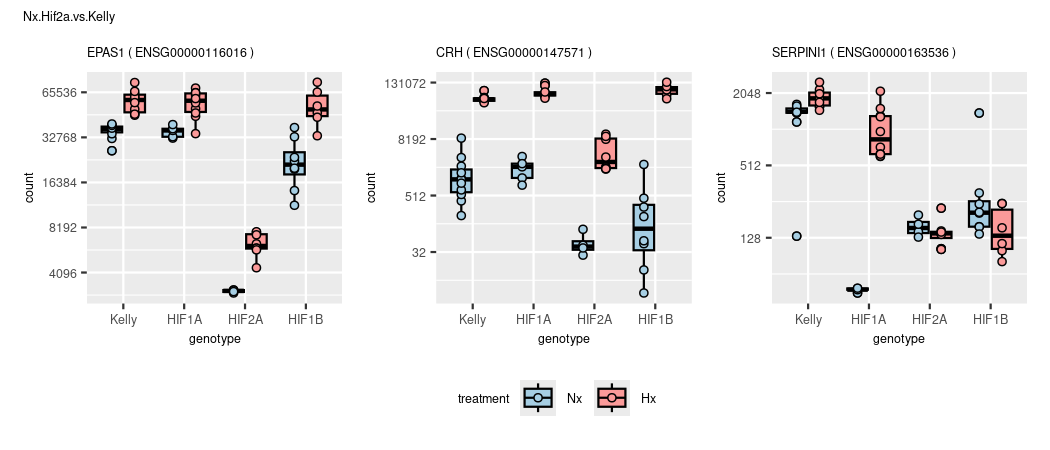 Nx.Hif2a.vs.Kelly
EPAS1 ( ENSG00000116016 )
65536
32768
16384
8192
4096
count
Kelly HIF1A HIF2A HIF1B
genotype
CRH ( ENSG00000147571 )
131072
8192
512
32
count
Kelly HIF1A HIF2A HIF1B
genotype
SERPINI1 ( ENSG00000163536 )
2048
512
128
count
Kelly HIF1A HIF2A HIF1B
genotype
treatment Nx Hx